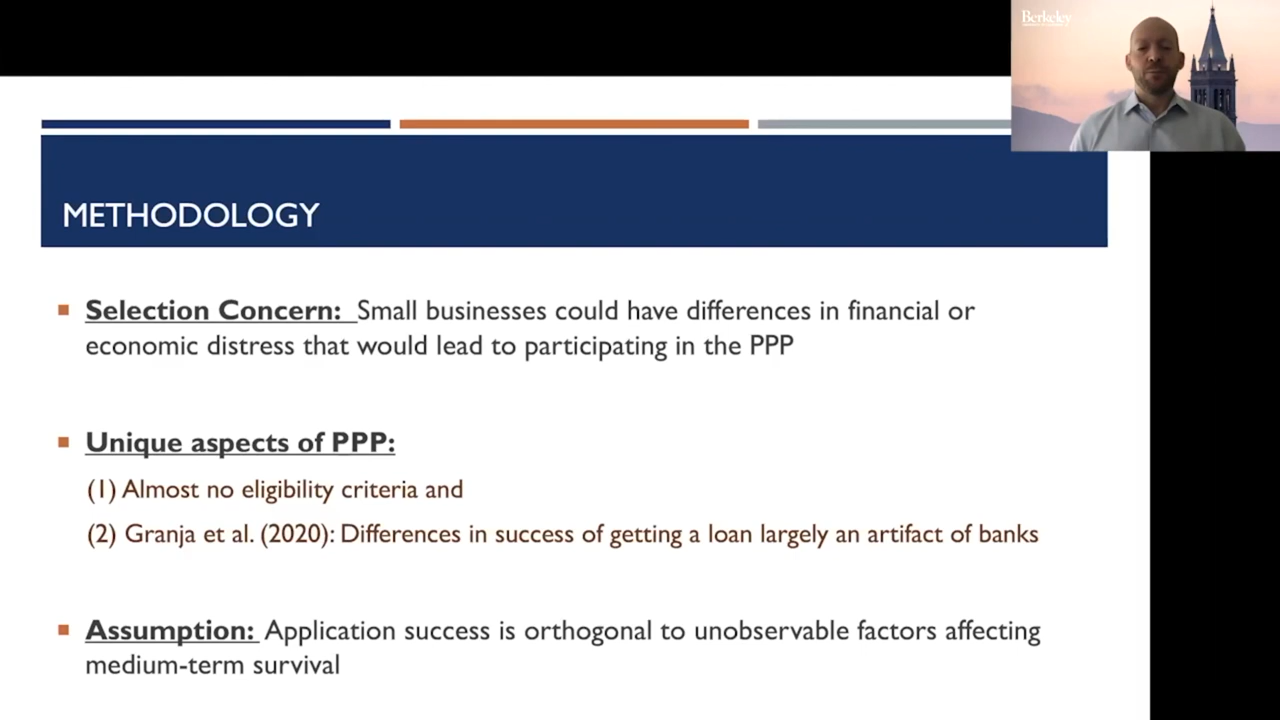 Berkeley
METHODOLOGY
Selection Concern: Small businesses could have differences in financial or
economic distress that would lead to participating in the PPP
Unique aspects of PPP:
(1) Almost no eligibility criteria and
(2) Granja et al. (2020): Differences in success of getting a loan largely an artifact of banks
Assumption: Application success is orthogonal to unobservable factors affecting
medium-term survival